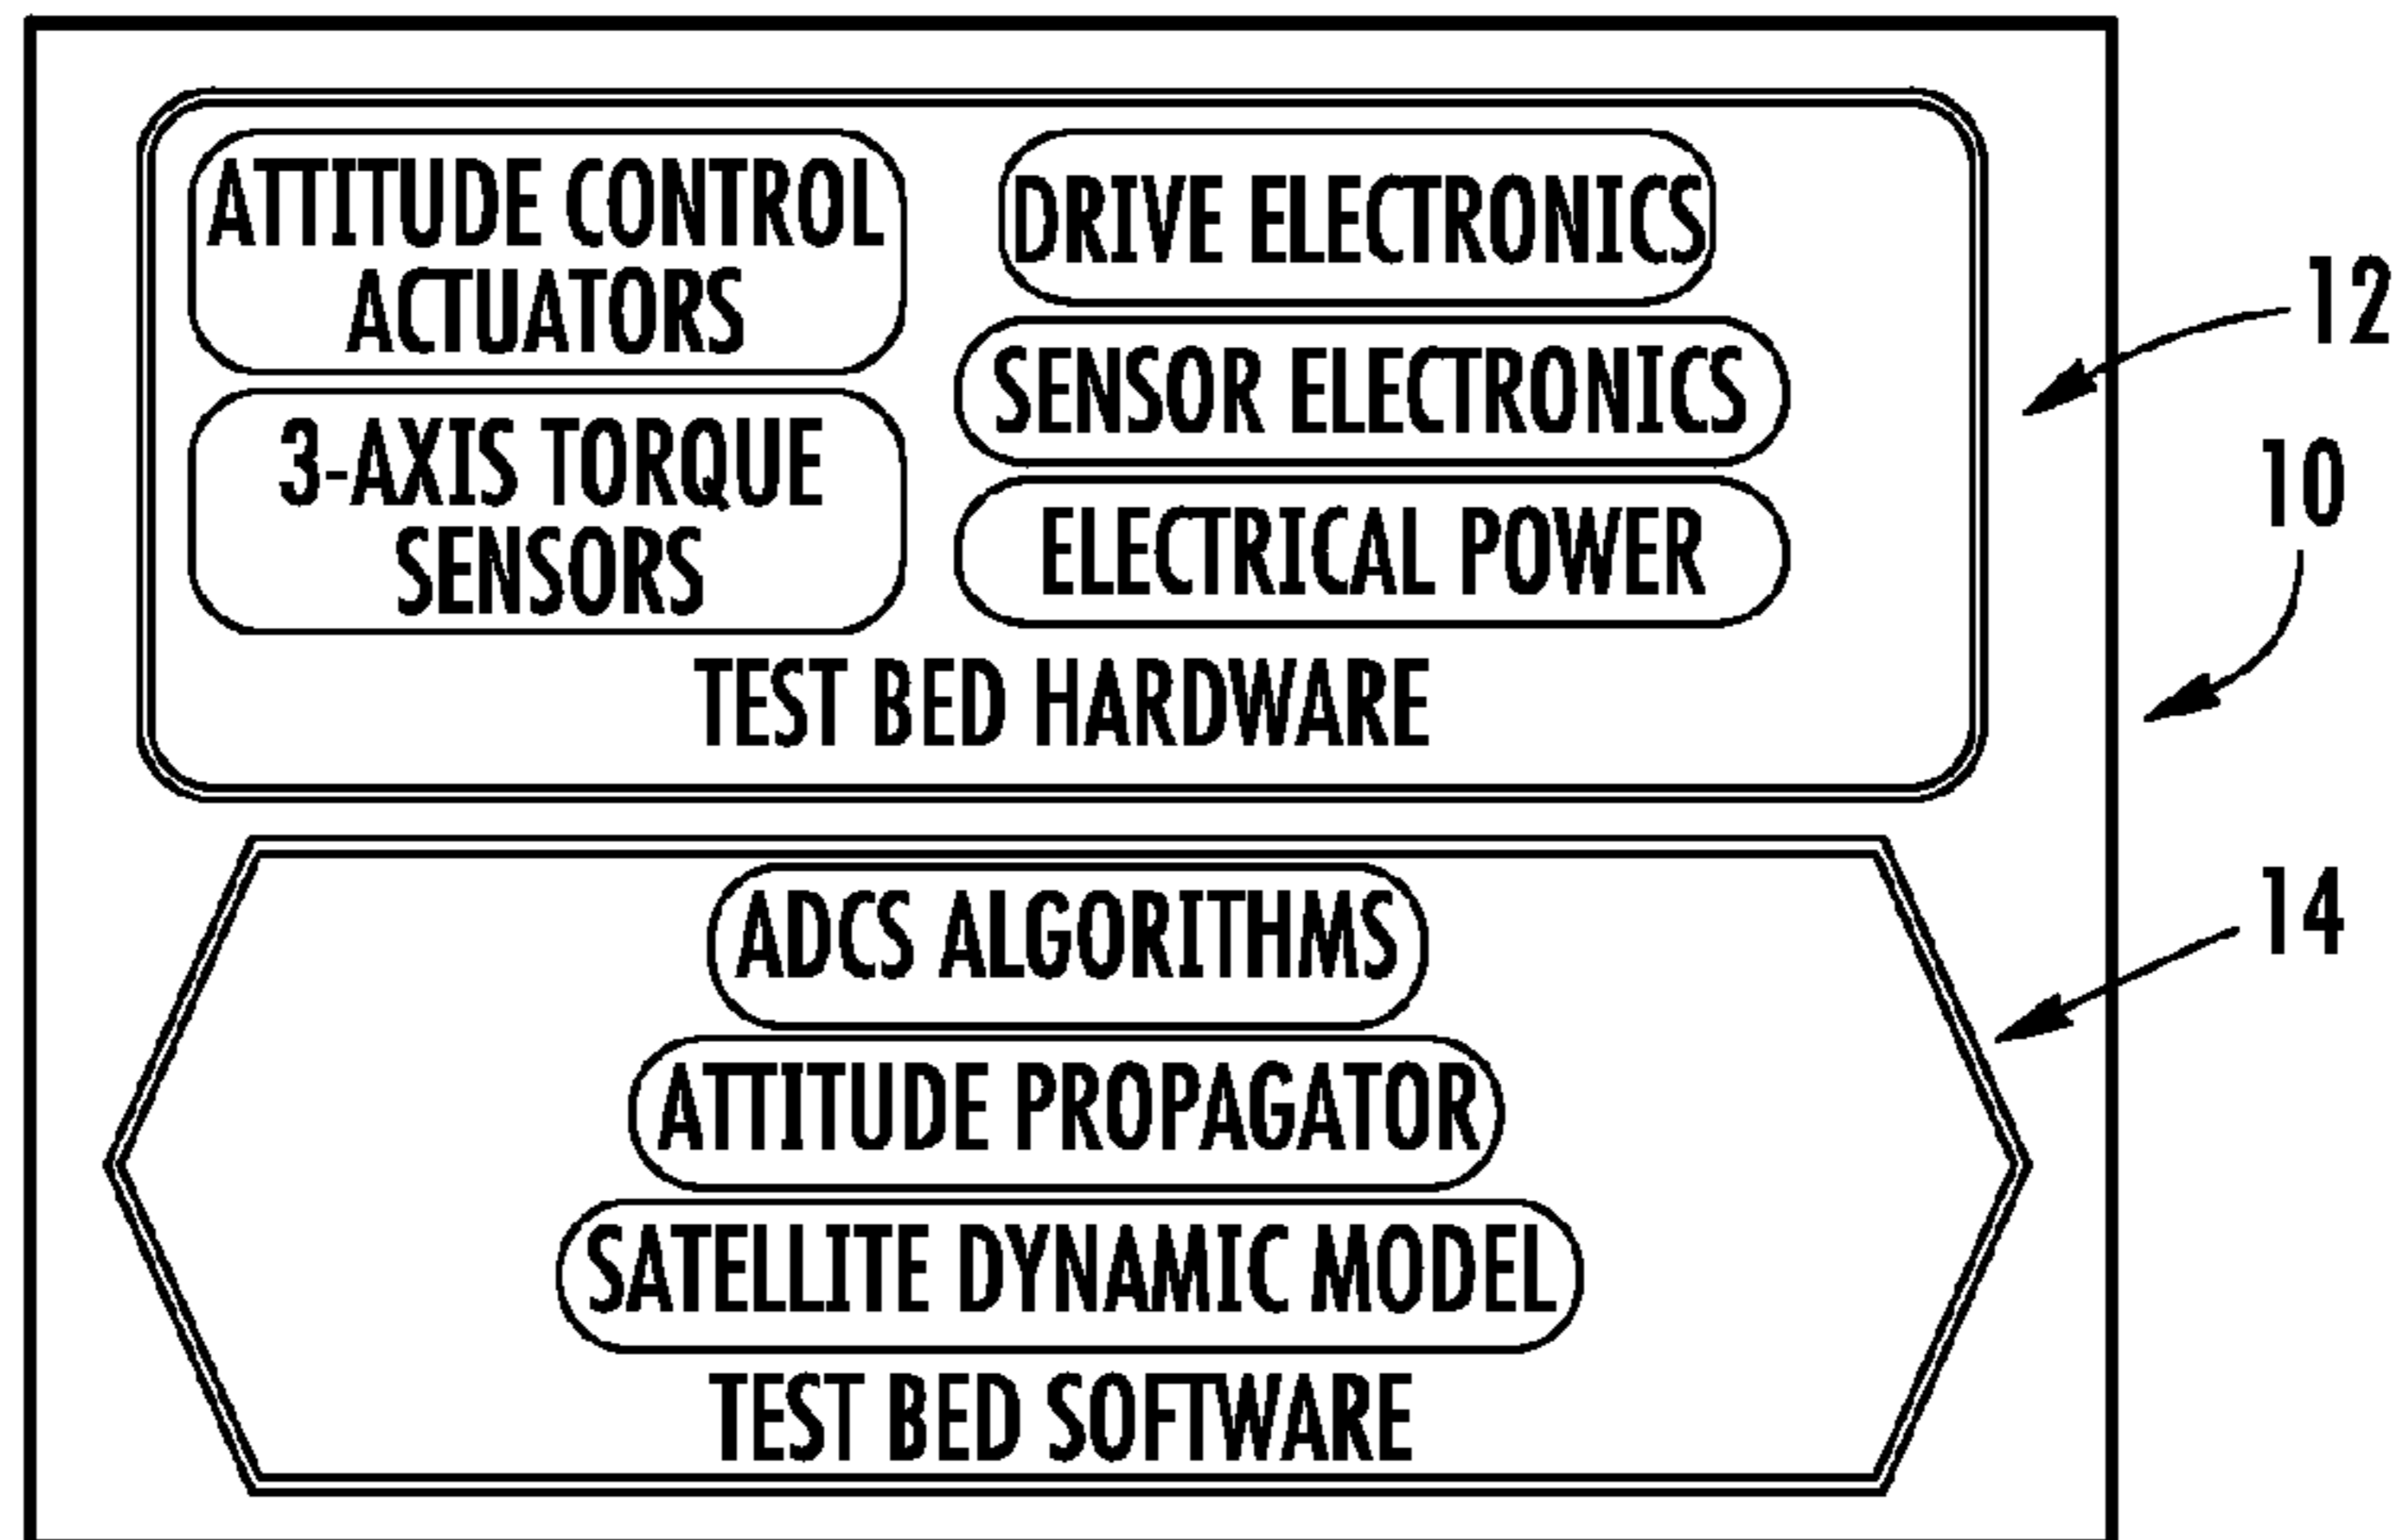 ATTITUDE CONTROL
ACTUATORS
3-AXIS TORQUE
SENSORS
DRIVE ELECTRONICS
SENSOR ELECTRONICS
ELECTRICAL POWER
TEST BED HARDWARE
12
10
ADCS ALGORITHMS
ATTITUDE PROPAGATOR
SATELLITE DYNAMIC MODEL
TEST BED SOFTWARE
14